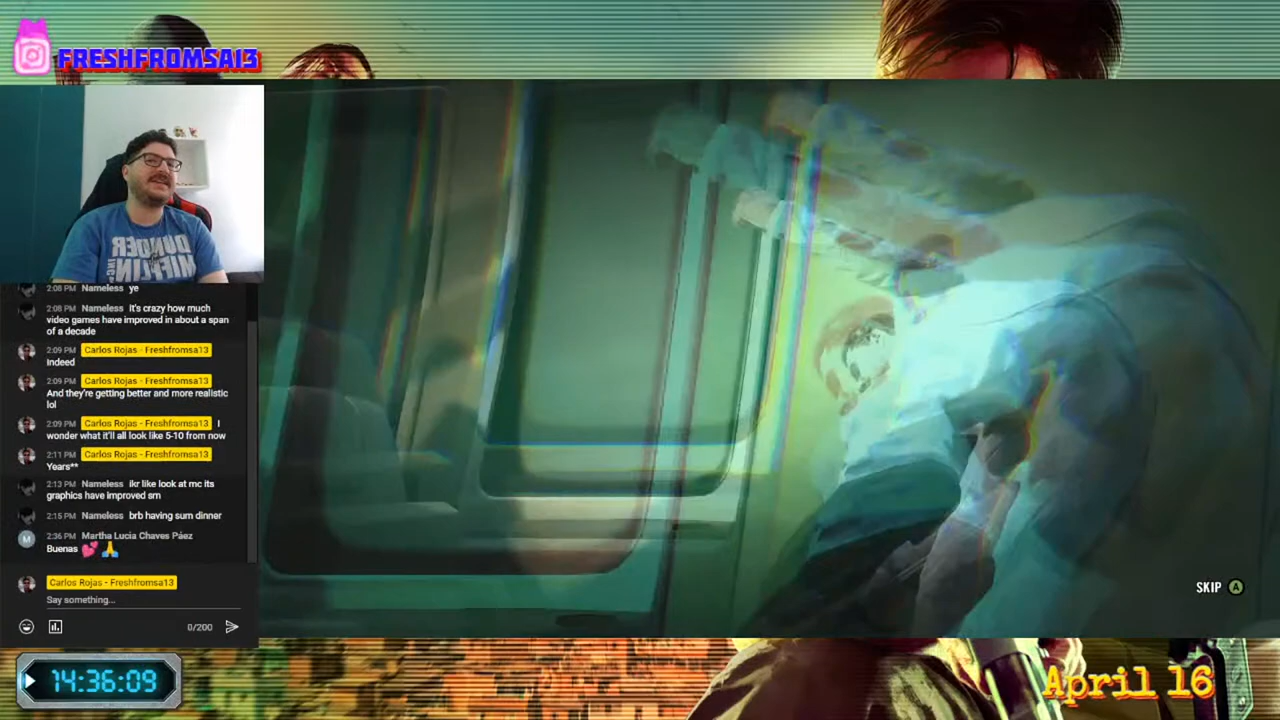 FRESHFROMSA13
DUNDER
MIFFLIN
2:08 PM Nameless ye
2:08 PM Nameless it's crazy how much
video games have improved in about a span
of a decade
2:09 PM Carlos Rojas - Freshfromsa13
Indeed
2:09 PM Carlos Rojas - Freshfromsa13
And they're getting better and more realistic
lol
2:09 PM Carlos Rojas - Freshfromsa13 I
wonder what it'll all look like 5-10 from now
2:11 PM Carlos Rojas - Freshfromsa13
Years**
2:13 PM Nameless ikr like look at mc its
graphics have improved sm
2:15 PM Nameless brb having sum dinner
M 2:36 PM Martha Lucia Chaves Páez
Buenas 💕 🙏
Carlos Rojas - Freshfromsa13
Say something...
0/200
SKIP A
14:36:09
April 16